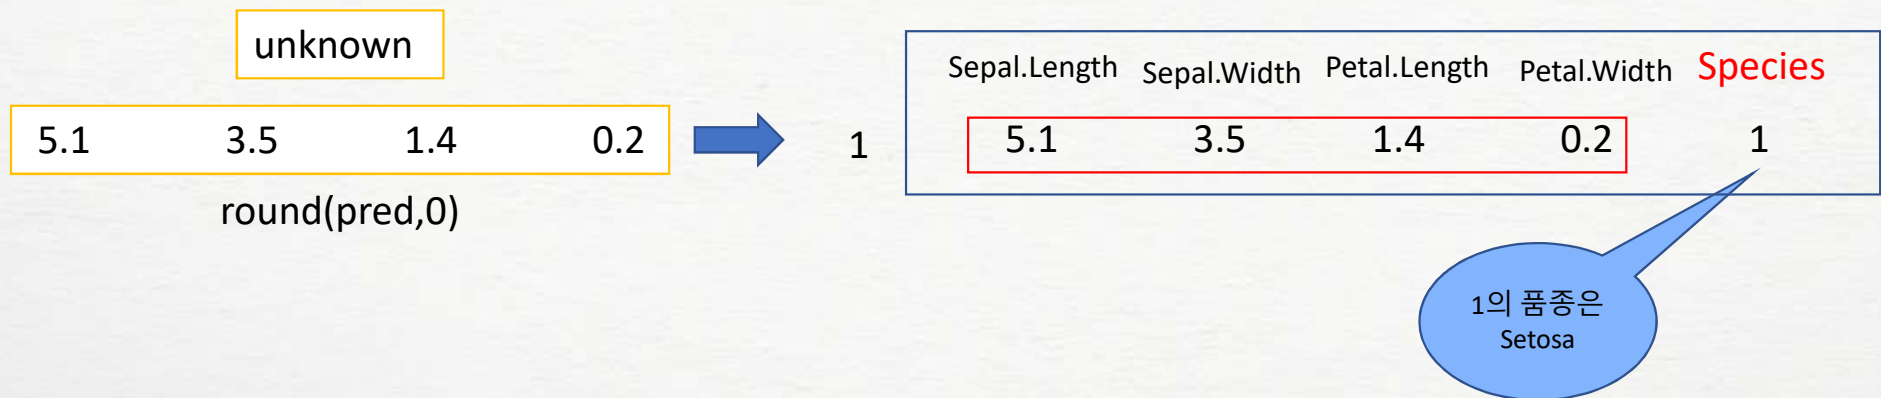 unknown
5.1 3.5 1.4 0.2
round(pred,0)
1
Sepal.Length Sepal.Width Petal.Length Petal.Width Species
5.1 3.5 1.4 0.2 1
1의 품종은
Setosa